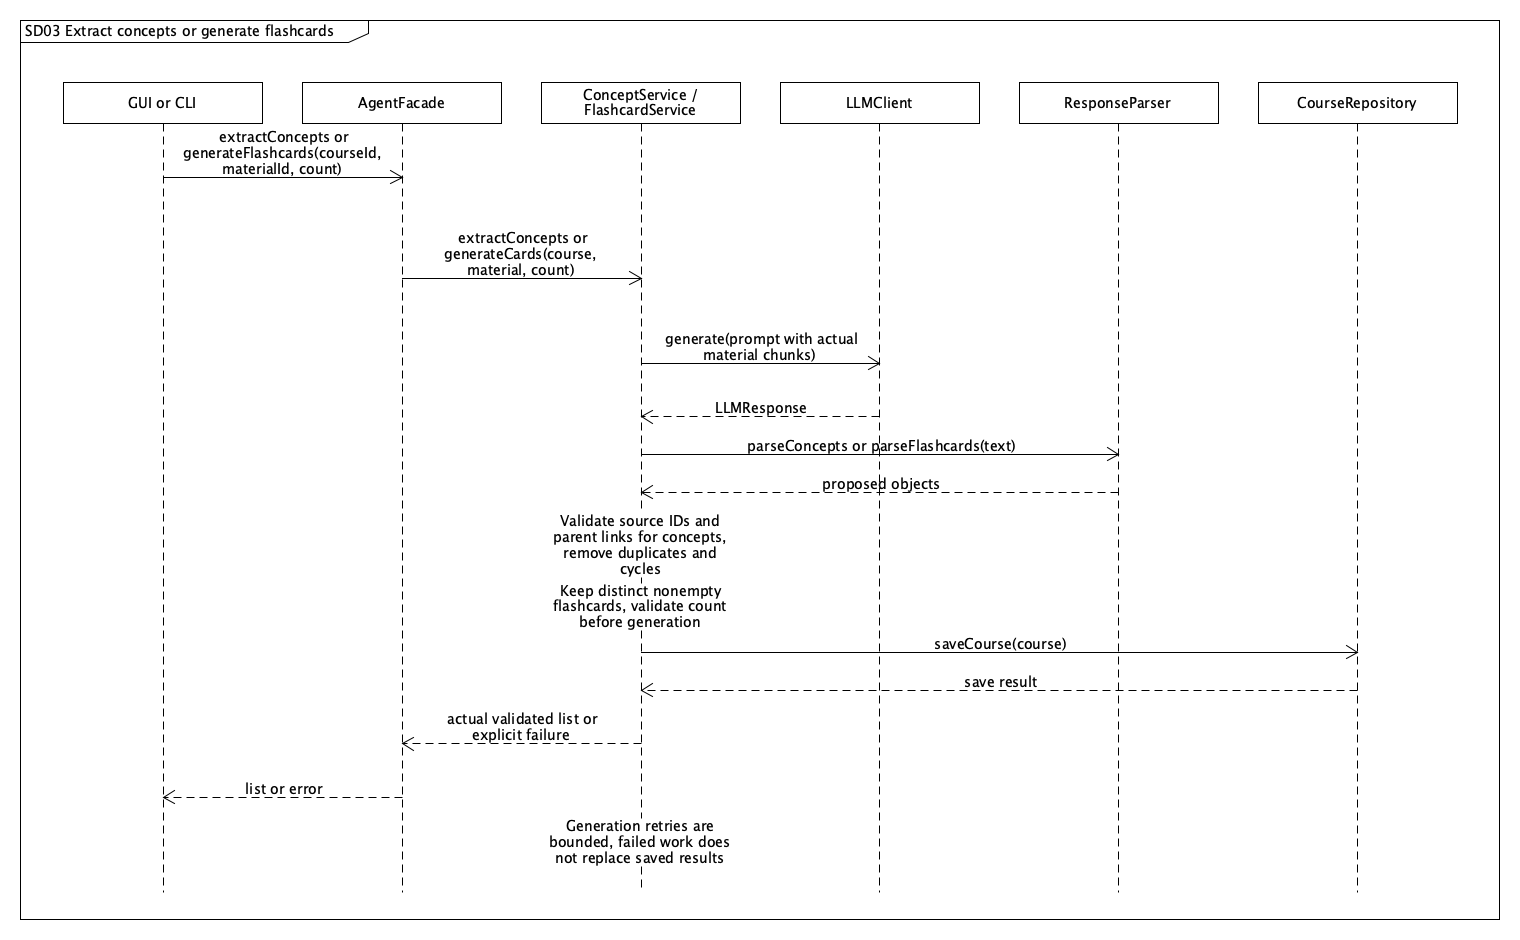 SD03 Extract concepts or generate flashcards
GUI or CLI
AgentFacade
ConceptService /
FlashcardService
LLMClient
ResponseParser
CourseRepository
extractConcepts or
generateFlashcards(courseId,
materialId, count)
extractConcepts or
generateCards(course,
material, count)
generate(prompt with actual
material chunks)
LLMResponse
parseConcepts or parseFlashcards(text)
proposed objects
Validate source IDs and
parent links for concepts,
remove duplicates and
cycles
Keep distinct nonempty
flashcards, validate count
before generation
saveCourse(course)
save result
actual validated list or
explicit failure
list or error
Generation retries are
bounded, failed work does
not replace saved results